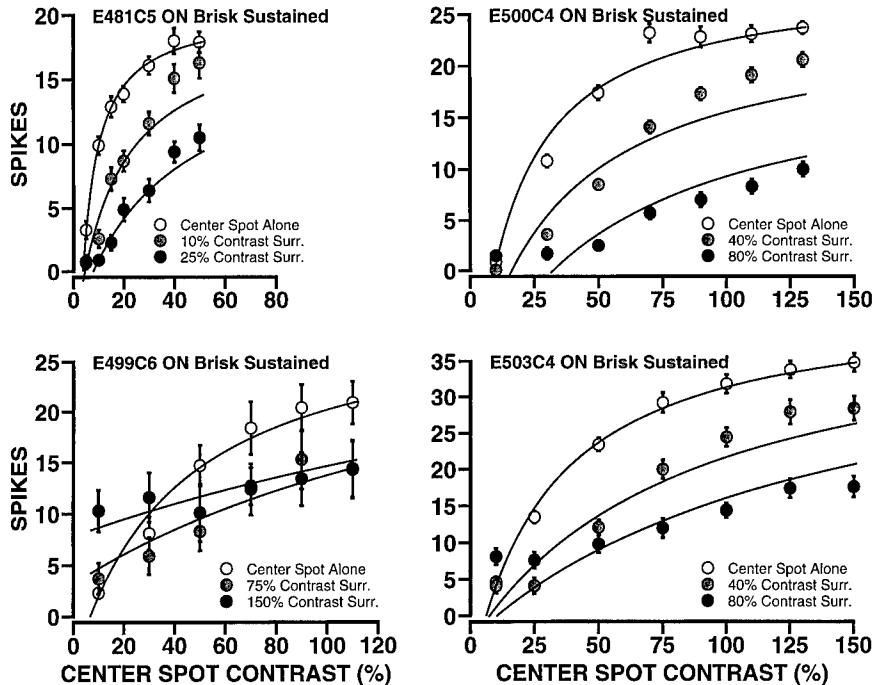 E481C5 ON Brisk Sustained
20
15
10
5
0
SPIKES
Center Spot Alone
10% Contrast Surr.
25% Contrast Surr.
0 20 40 60 80
E500C4 ON Brisk Sustained
25
20
15
10
5
0
Center Spot Alone
40% Contrast Surr.
80% Contrast Surr.
0 25 50 75 100 125 150
E499C6 ON Brisk Sustained
25
20
15
10
5
0
SPIKES
Center Spot Alone
75% Contrast Surr.
150% Contrast Surr.
0 20 40 60 80 100 120
CENTER SPOT CONTRAST (%)
E503C4 ON Brisk Sustained
35
30
25
20
15
10
5
0
Center Spot Alone
40% Contrast Surr.
80% Contrast Surr.
0 25 50 75 100 125 150
CENTER SPOT CONTRAST (%)